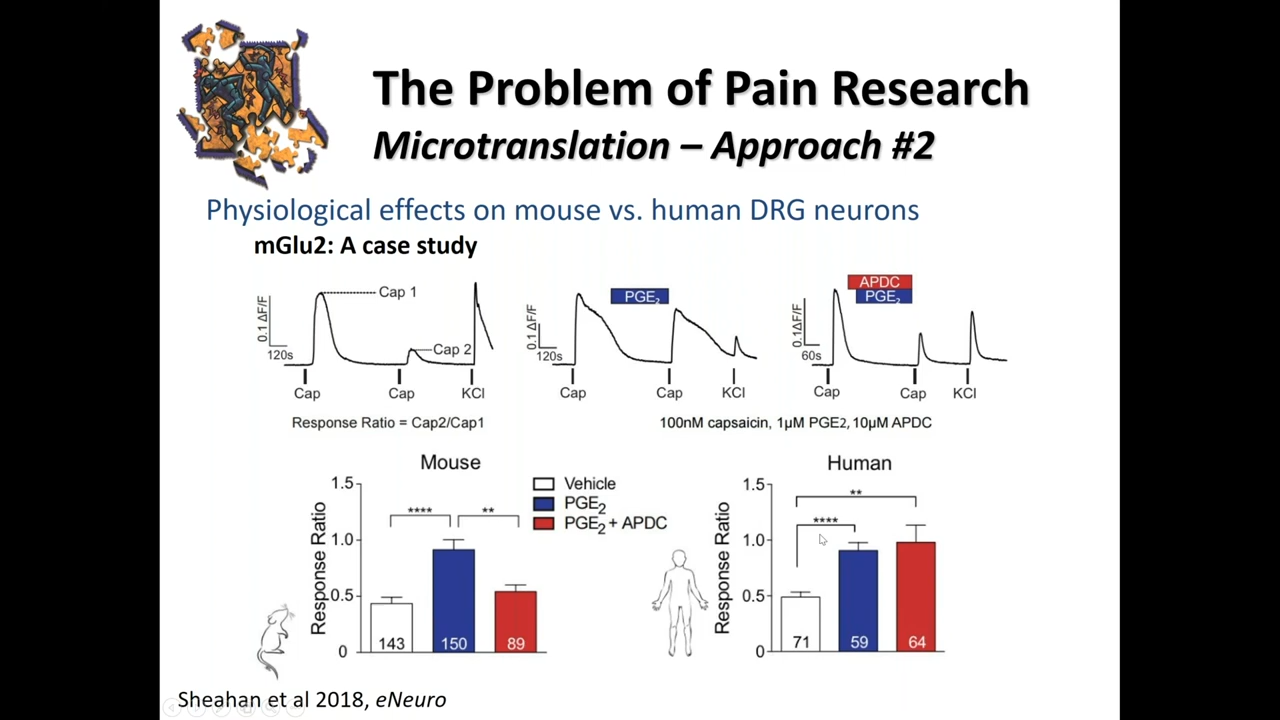 The Problem of Pain Research
Microtranslation – Approach #2
Physiological effects on mouse vs. human DRG neurons
mGlu2: A case study
0.1 ΔF/F
120s
Cap 1
Cap 2
Cap
Cap
KCl
0.1 ΔF/F
120s
PGE₂
Cap
Cap
KCl
0.1 ΔF/F
60s
APDC
PGE₂
Cap
Cap
KCl
Response Ratio = Cap2/Cap1
100nM capsaicin, 1µM PGE2, 10µM APDC
Mouse
Response Ratio
1.5
1.0
0.5
0
****
**
143
150
89
Vehicle
PGE₂
PGE₂ + APDC
Human
Response Ratio
1.5
1.0
0.5
0
**
****
71
59
64
Sheahan et al 2018, eNeuro